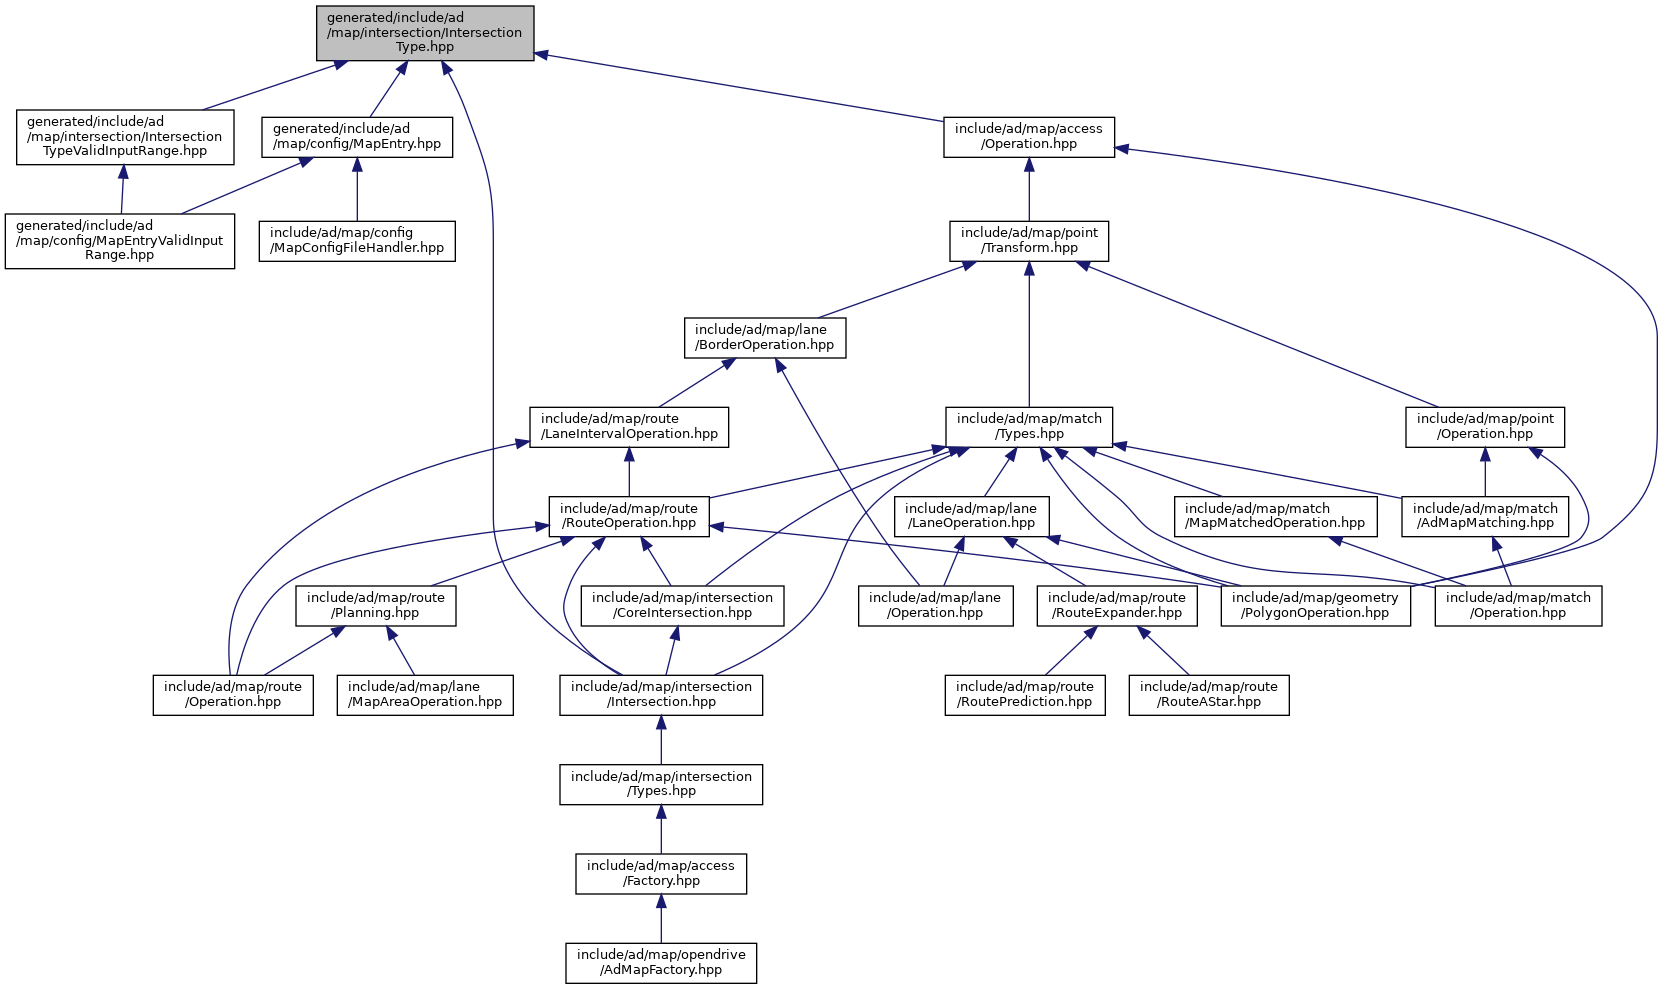 generated/include/ad
/map/intersection/Intersection
Type.hpp
generated/include/ad
/map/intersection/Intersection
TypeValidInputRange.hpp
generated/include/ad
/map/config/MapEntry.hpp
include/ad/map/access
/Operation.hpp
generated/include/ad
/map/config/MapEntryValidInput
Range.hpp
include/ad/map/config
/MapConfigFileHandler.hpp
include/ad/map/point
/Transform.hpp
include/ad/map/lane
/BorderOperation.hpp
include/ad/map/route
/LaneIntervalOperation.hpp
include/ad/map/match
/Types.hpp
include/ad/map/point
/Operation.hpp
include/ad/map/route
/RouteOperation.hpp
include/ad/map/lane
/LaneOperation.hpp
include/ad/map/match
/MapMatchedOperation.hpp
include/ad/map/match
/AdMapMatching.hpp
include/ad/map/route
/Planning.hpp
include/ad/map/intersection
/CoreIntersection.hpp
include/ad/map/lane
/Operation.hpp
include/ad/map/route
/RouteExpander.hpp
include/ad/map/geometry
/PolygonOperation.hpp
include/ad/map/match
/Operation.hpp
include/ad/map/route
/Operation.hpp
include/ad/map/lane
/MapAreaOperation.hpp
include/ad/map/intersection
/Intersection.hpp
include/ad/map/route
/RoutePrediction.hpp
include/ad/map/route
/RouteAStar.hpp
include/ad/map/intersection
/Types.hpp
include/ad/map/access
/Factory.hpp
include/ad/map/opendrive
/AdMapFactory.hpp